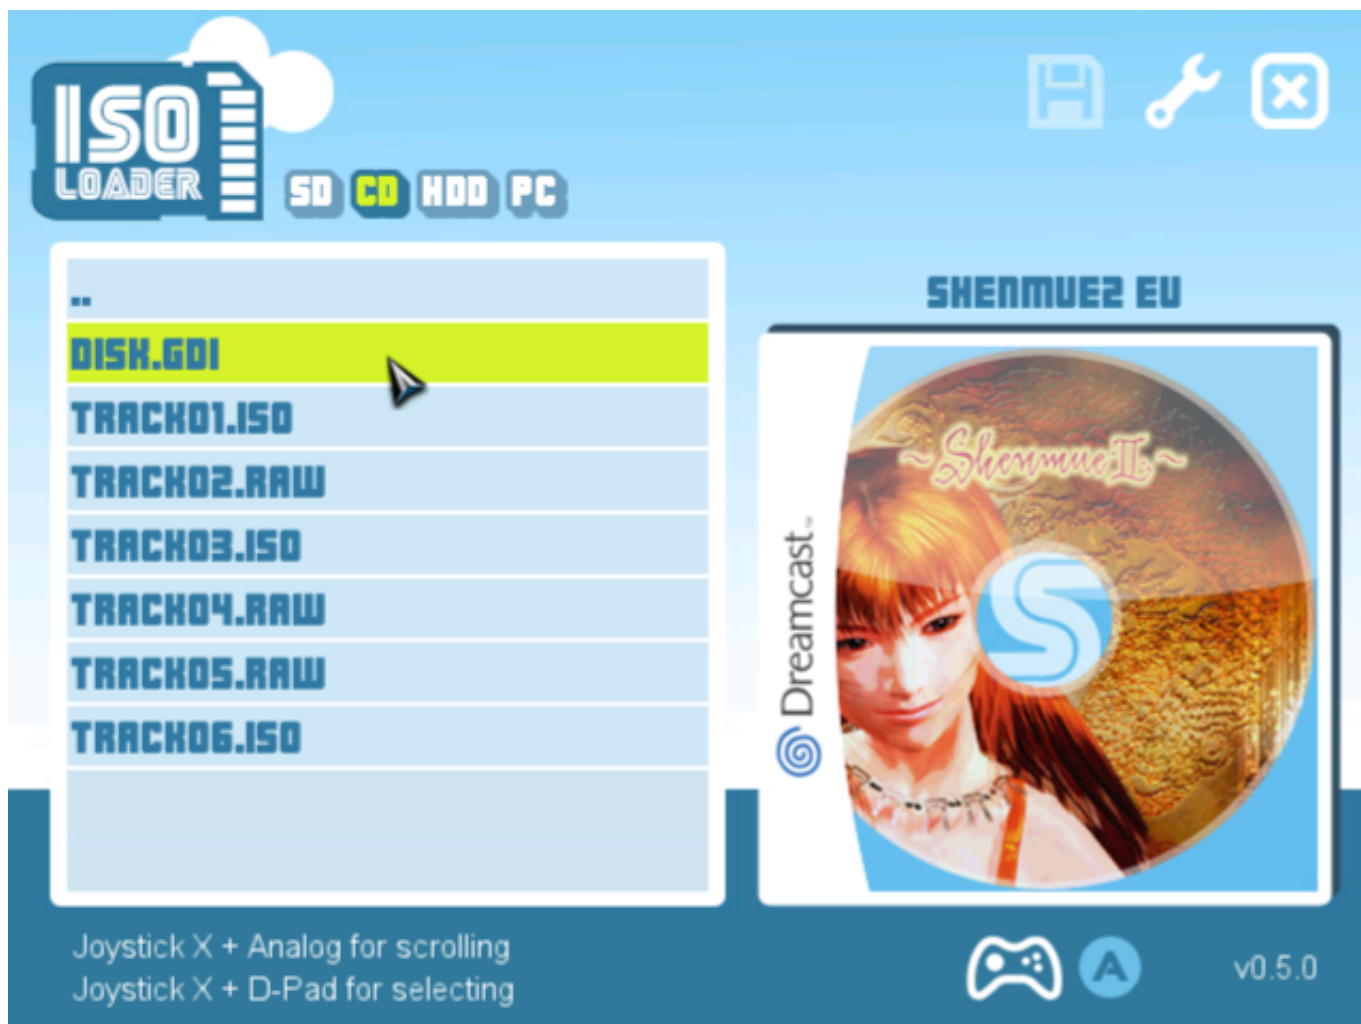 ISO
LOADER
SD CD HDD PC
..
DISK.GDI
TRACK01.ISO
TRACK02.RAW
TRACK03.ISO
TRACK04.RAW
TRACK05.RAW
TRACK06.ISO
SHENMUE2 EU
~Shenmue II~
Dreamcast™
Joystick X + Analog for scrolling
Joystick X + D-Pad for selecting
A
v0.5.0